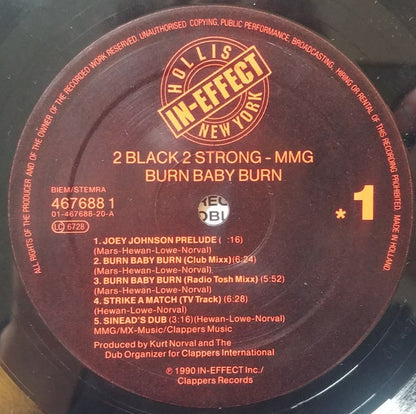 ALL RIGHTS OF THE PRODUCER AND OF THE OWNER OF THE RECORDED WORK RESERVED. UNAUTHORISED COPYING, PUBLIC PERFORMANCE, BROADCASTING, HIRING OR RENTAL OF THIS RECORDING PROHIBITED. MADE IN HOLLAND
HOLLIS
IN-EFFECT
NEW YORK
2 BLACK 2 STRONG - MMG
BURN BABY BURN
BIEM/STEMRA
467688 1
01-467688-20-A
LC 6728
*1
1. JOEY JOHNSON PRELUDE ( :16)
(Mars-Hewan-Lowe-Norval)
2. BURN BABY BURN (Club Mixx)(6:24)
(Mars-Hewan-Lowe-Norval)
3. BURN BABY BURN (Radio Tosh Mixx) (5:52)
(Mars-Hewan-Lowe-Norval)
4. STRIKE A MATCH (TV Track) (6:28)
(Hewan-Lowe-Norval)
5. SINEAD'S DUB (3:16)(Hewan-Lowe-Norval)
MMG/MX-Music/Clappers Music
Produced by Kurt Norval and The
Dub Organizer for Clappers International
℗ 1990 IN-EFFECT Inc./
Clappers Records